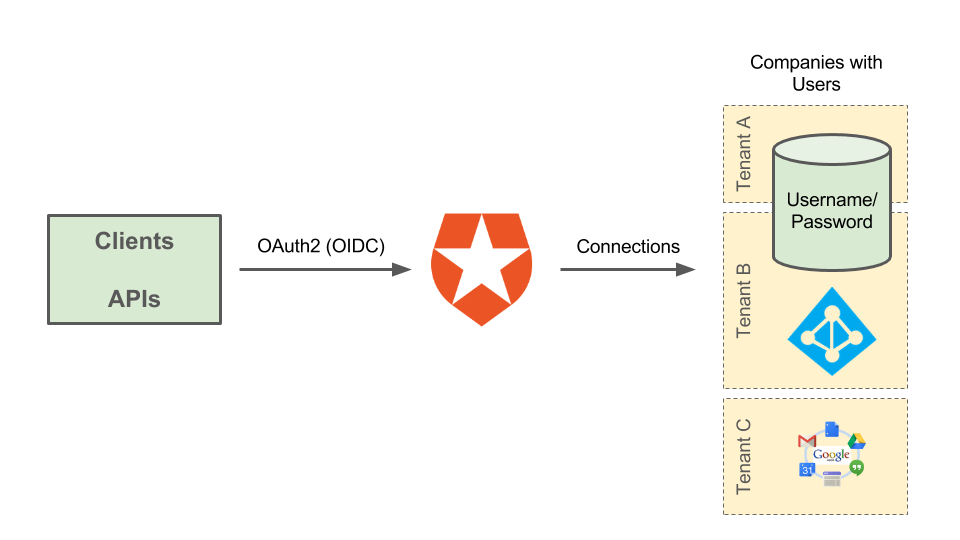 Companies with
Users
Tenant A
Username/
Password
Clients
APIs
OAuth2 (OIDC)
Connections
Tenant B
Tenant C
Google
31